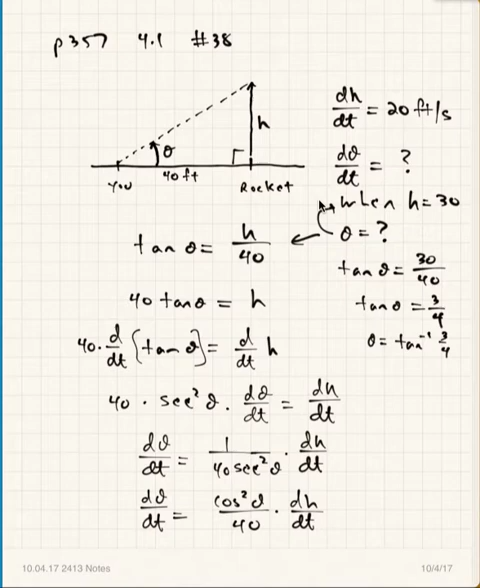 p357 4.1 #38
dh/dt = 20 ft/s
h
θ
40 ft
You
Rocket
dθ/dt = ?
when h = 30
θ = ?
tan θ = 30/40
tan θ = 3/4
θ = tan⁻¹ 3/4
tan θ = h/40
40 tan θ = h
40 · d/dt [tan θ] = d/dt h
40 · sec² θ · dθ/dt = dh/dt
dθ/dt = 1/(40 sec² θ) · dh/dt
dθ/dt = cos² θ/40 · dh/dt
10.04.17 2413 Notes
10/4/17